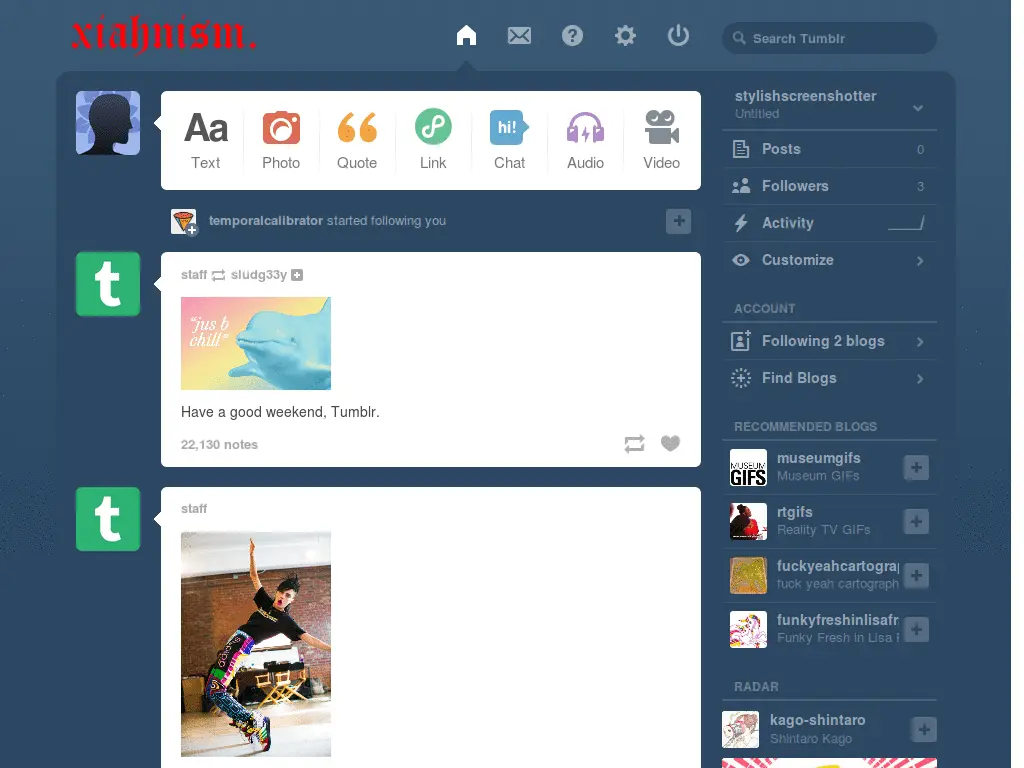 xiahnism.
Search Tumblr
Aa
Text
Photo
Quote
Link
hi!
Chat
Audio
Video
temporalcalibrator started following you
t
staff sludg33y
"jus b
chill"
Have a good weekend, Tumblr.
22,130 notes
t
staff
stylishscreenshotter
Untitled
Posts 0
Followers 3
Activity
Customize
ACCOUNT
Following 2 blogs
Find Blogs
RECOMMENDED BLOGS
MUSEUM
GIFS
museumgifs
Museum GIFs
rtgifs
Reality TV GIFs
fuckyeahcartogra
fuck yeah cartograph
funkyfreshinlisafr
Funky Fresh in Lisa
RADAR
kago-shintaro
Shintaro Kago